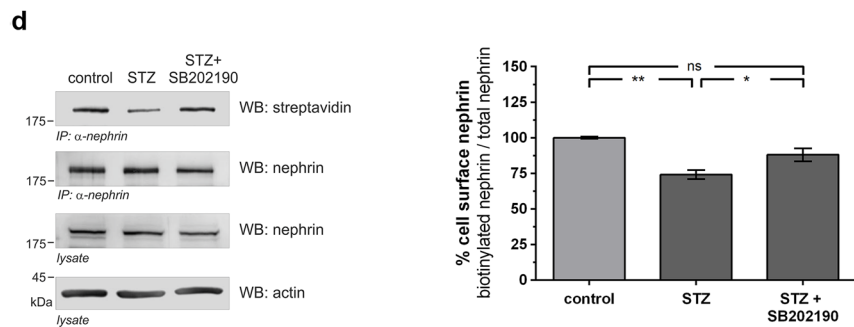 d
control STZ STZ+
SB202190
175
WB: streptavidin
IP: α-nephrin
175
WB: nephrin
IP: α-nephrin
175
WB: nephrin
lysate
45
kDa
WB: actin
lysate
% cell surface nephrin
biotinylated nephrin / total nephrin
150
125
100
75
50
25
0
ns
** *
control STZ STZ +
SB202190